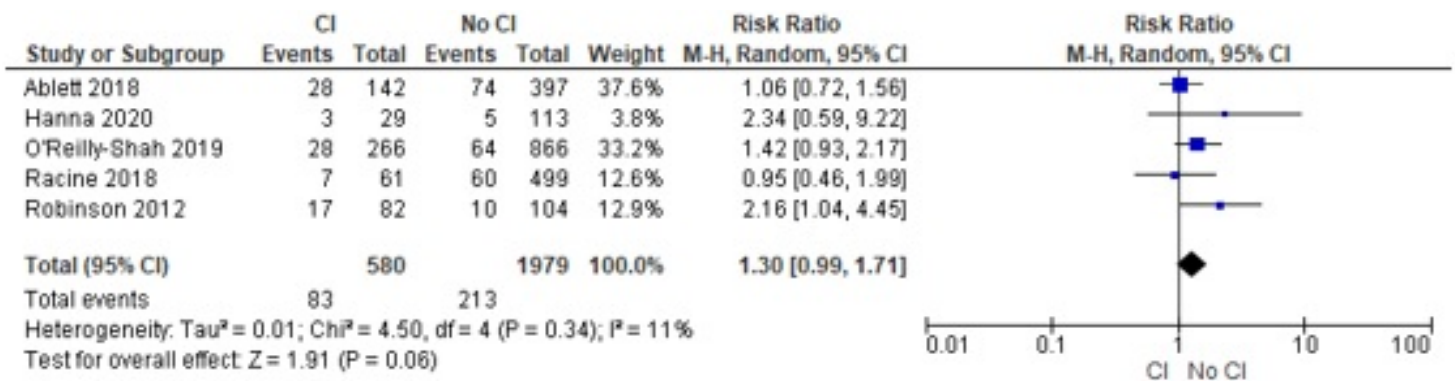 CI No CI Risk Ratio Risk Ratio
Study or Subgroup Events Total Events Total Weight M-H, Random, 95% CI M-H, Random, 95% CI
Ablett 2018 28 142 74 397 37.6% 1.06 [0.72, 1.56]
Hanna 2020 3 29 5 113 3.8% 2.34 [0.59, 9.22]
O'Reilly-Shah 2019 28 266 64 866 33.2% 1.42 [0.93, 2.17]
Racine 2018 7 61 60 499 12.6% 0.95 [0.46, 1.99]
Robinson 2012 17 82 10 104 12.9% 2.16 [1.04, 4.45]
Total (95% CI) 580 1979 100.0% 1.30 [0.99, 1.71]
Total events 83 213
Heterogeneity: Tau² = 0.01; Chi² = 4.50, df = 4 (P = 0.34); I² = 11%
Test for overall effect: Z = 1.91 (P = 0.06)
0.01 0.1 1 10 100
CI No CI